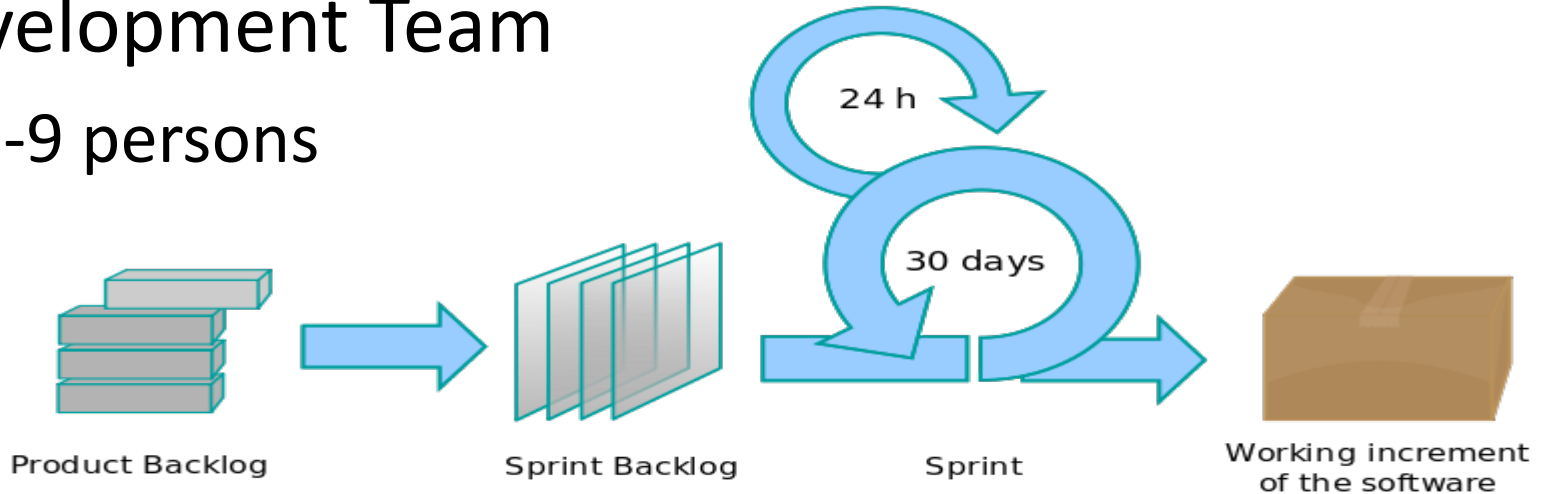 velopment Team
-9 persons
24 h
30 days
Product Backlog
Sprint Backlog
Sprint
Working increment
of the software